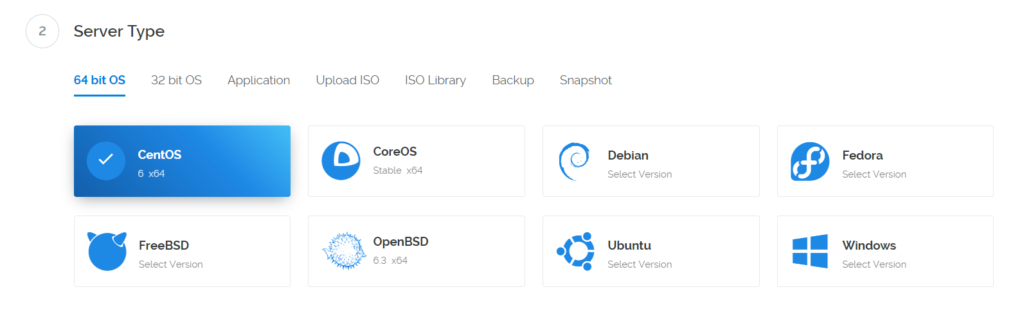 2 Server Type
64 bit OS 32 bit OS Application Upload ISO ISO Library Backup Snapshot
CentOS
6 x64
CoreOS
Stable x64
Debian
Select Version
Fedora
Select Version
FreeBSD
Select Version
OpenBSD
6.3 x64
Ubuntu
Select Version
Windows
Select Version